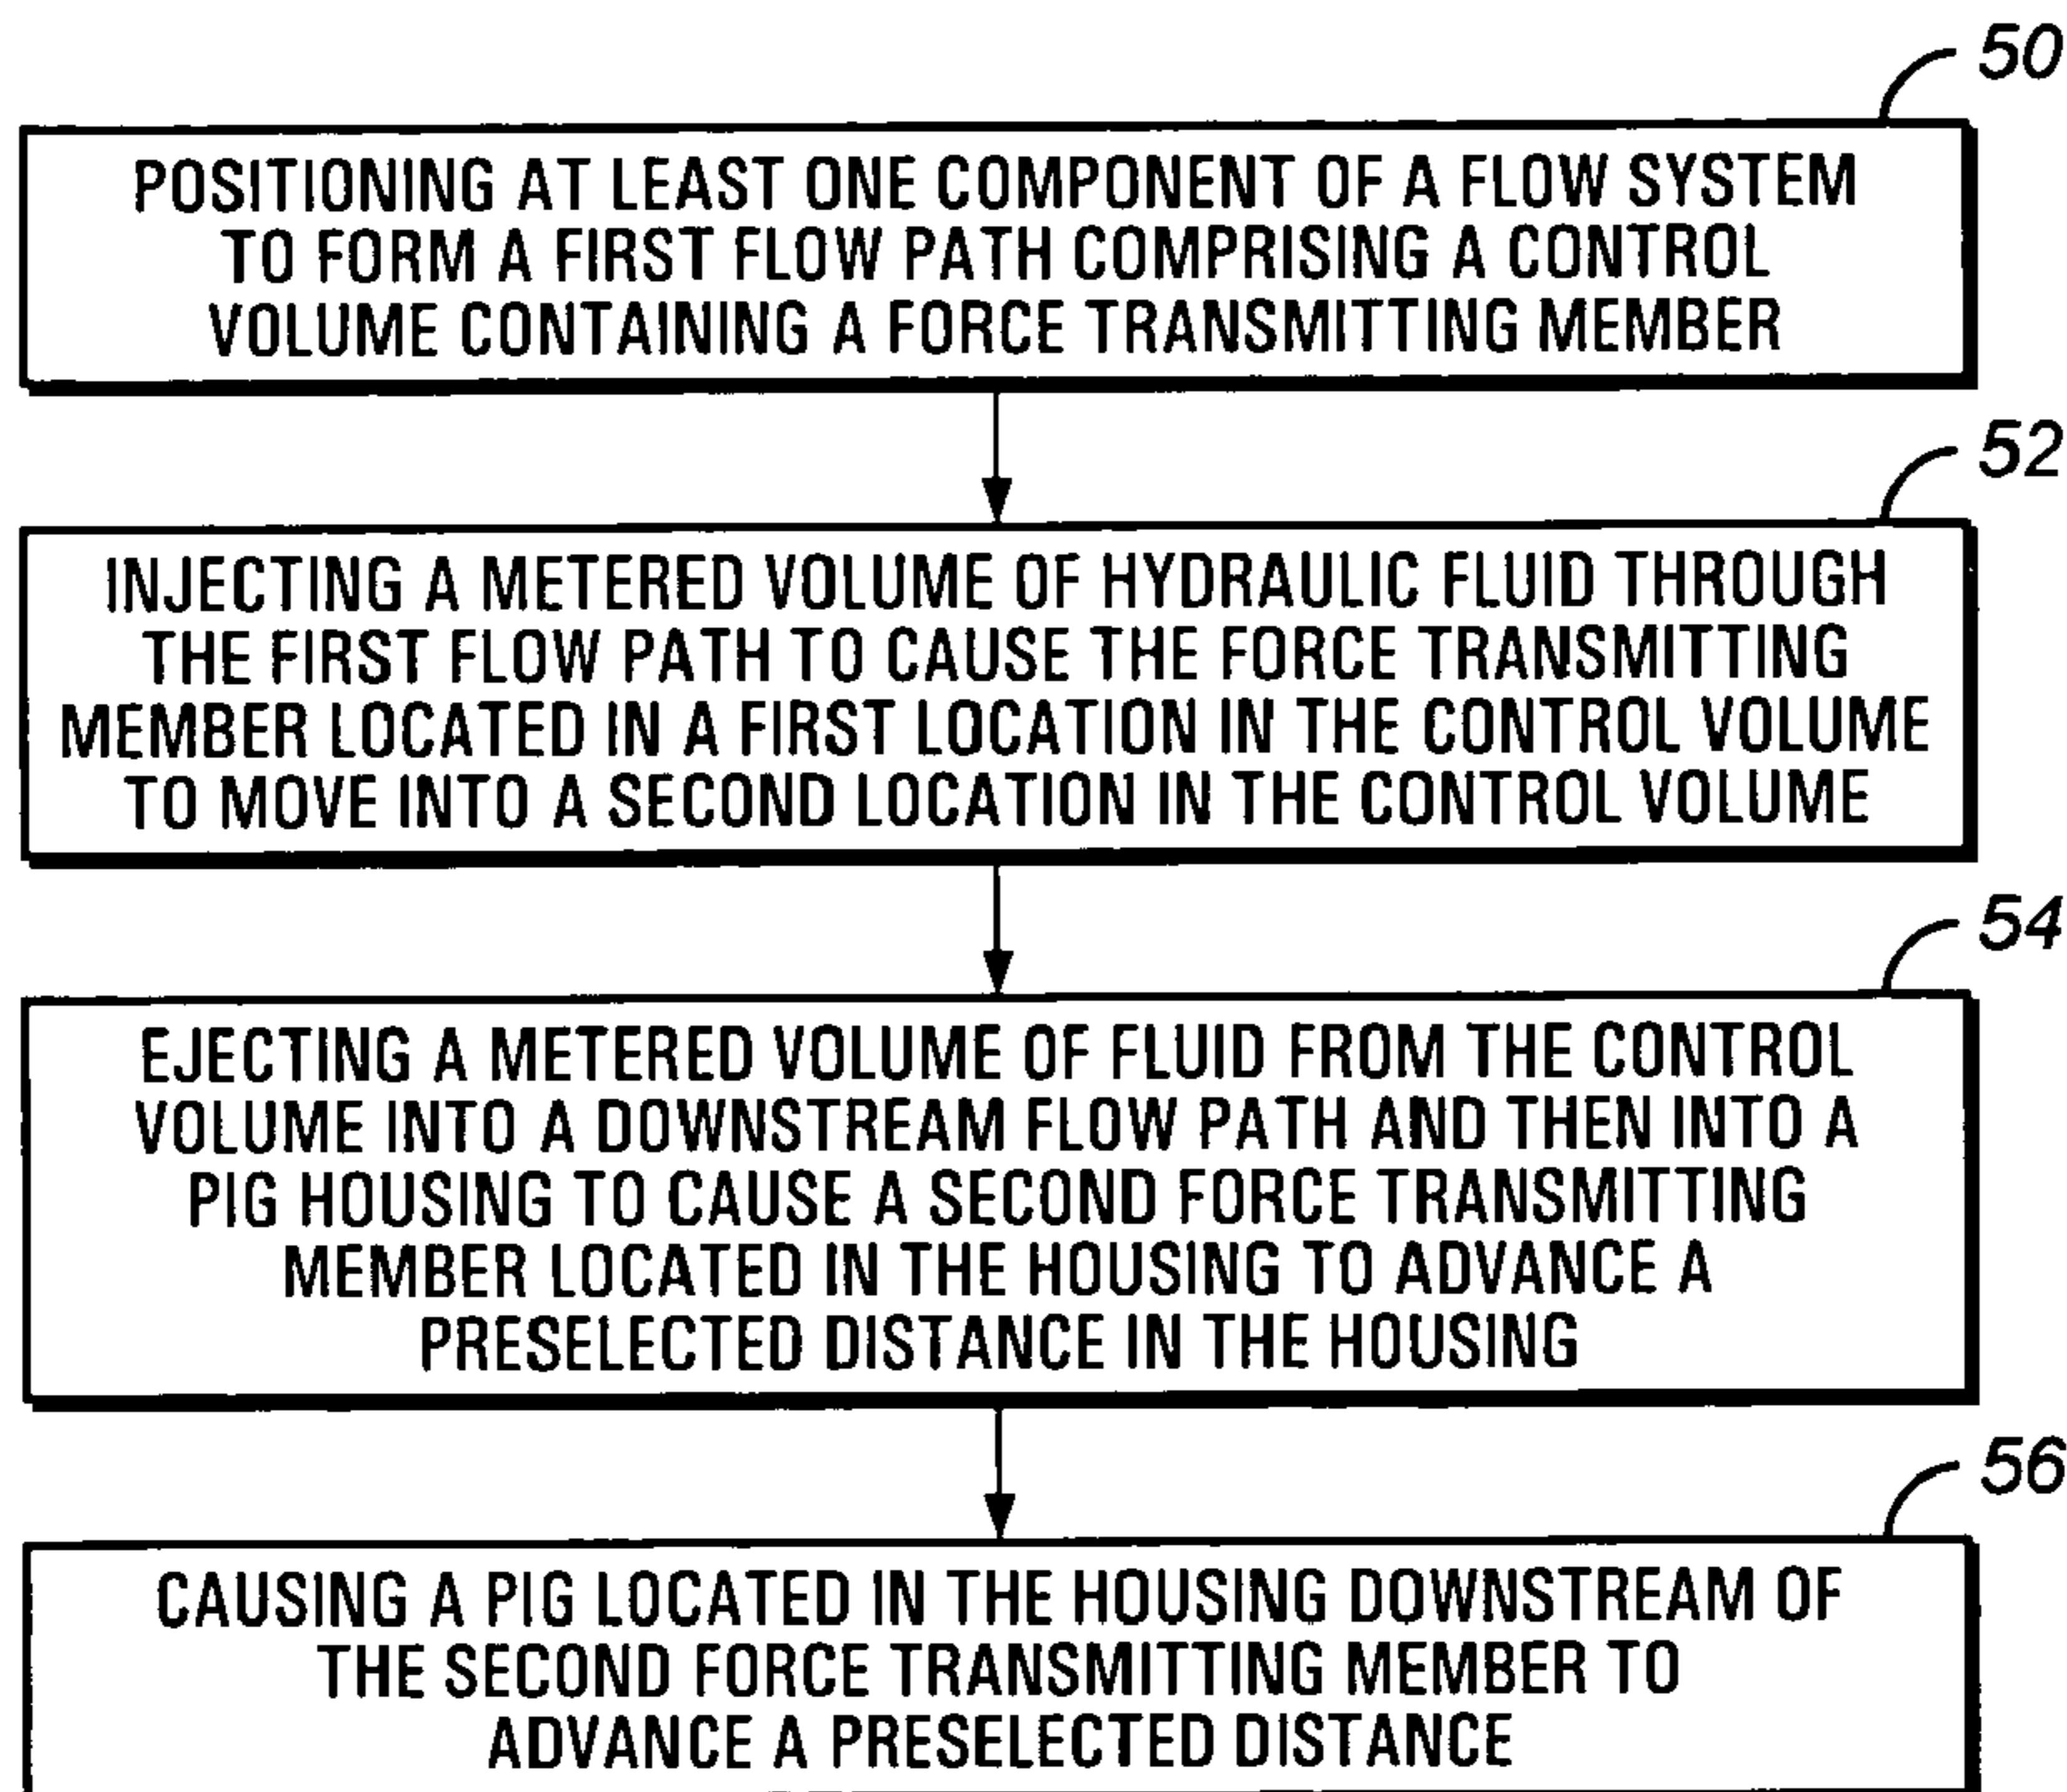 50
POSITIONING AT LEAST ONE COMPONENT OF A FLOW SYSTEM
TO FORM A FIRST FLOW PATH COMPRISING A CONTROL
VOLUME CONTAINING A FORCE TRANSMITTING MEMBER
52
INJECTING A METERED VOLUME OF HYDRAULIC FLUID THROUGH
THE FIRST FLOW PATH TO CAUSE THE FORCE TRANSMITTING
MEMBER LOCATED IN A FIRST LOCATION IN THE CONTROL VOLUME
TO MOVE INTO A SECOND LOCATION IN THE CONTROL VOLUME
54
EJECTING A METERED VOLUME OF FLUID FROM THE CONTROL
VOLUME INTO A DOWNSTREAM FLOW PATH AND THEN INTO A
PIG HOUSING TO CAUSE A SECOND FORCE TRANSMITTING
MEMBER LOCATED IN THE HOUSING TO ADVANCE A
PRESELECTED DISTANCE IN THE HOUSING
56
CAUSING A PIG LOCATED IN THE HOUSING DOWNSTREAM OF
THE SECOND FORCE TRANSMITTING MEMBER TO
ADVANCE A PRESELECTED DISTANCE